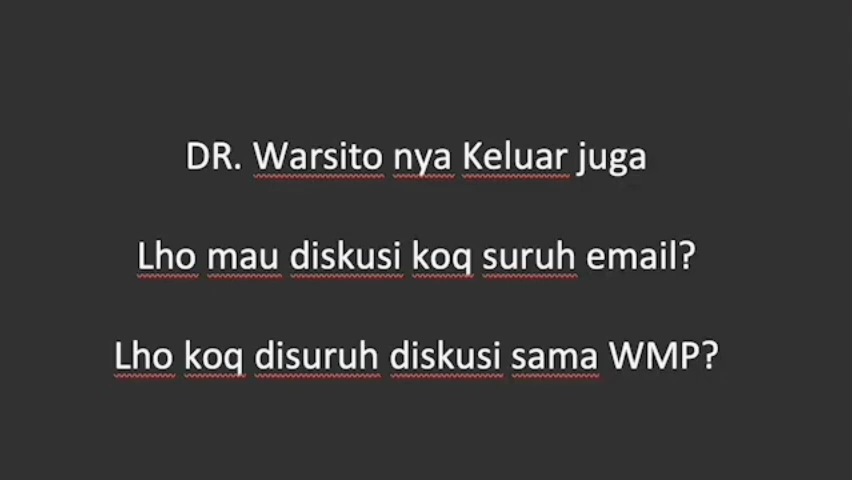 DR. Warsito nya Keluar juga
Lho mau diskusi koq suruh email?
Lho koq disuruh diskusi sama WMP?